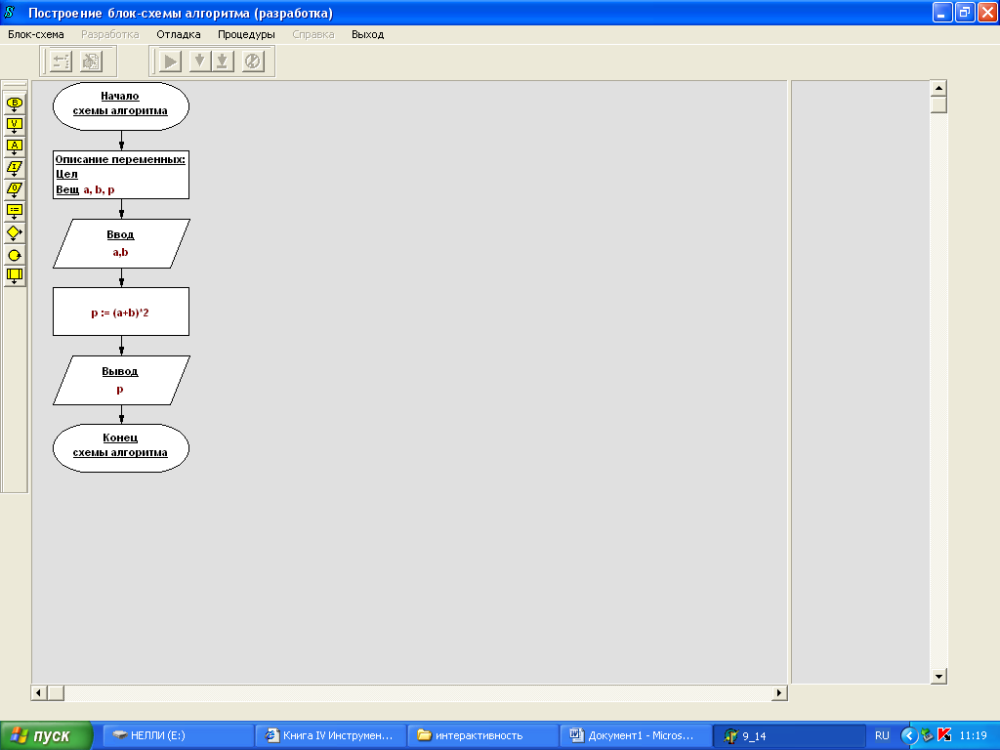 Построение блок-схемы алгоритма (разработка)
Блок-схема Разработка Отладка Процедуры Справка Выход
B
V
A
I
O
:=
Начало
схемы алгоритма
Описание переменных:
Цел
Вещ a, b, p
Ввод
a,b
p := (a+b)*2
Вывод
p
Конец
схемы алгоритма
пуск НЕЛЛИ (E:) Книга IV Инструмен... интерактивность Документ1 - Micros... 9_14 RU 11:19